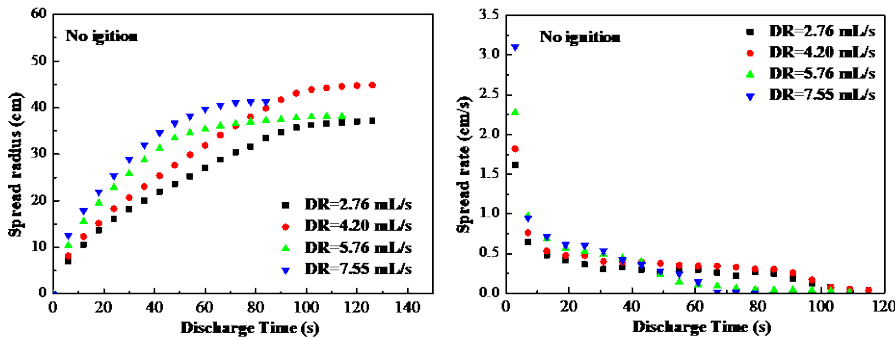 No igition
DR=2.76 mL/s
DR=4.20 mL/s
DR=5.76 mL/s
DR=7.55 mL/s
Spread radius (cm)
60
50
40
30
20
10
0
0 20 40 60 80 100 120 140
Discharge Time (s)
No ignition
DR=2.76 mL/s
DR=4.20 mL/s
DR=5.76 mL/s
DR=7.55 mL/s
Spread rate (cm/s)
3.5
3.0
2.5
2.0
1.5
1.0
0.5
0.0
0 20 40 60 80 100 120
Discharge Time (s)